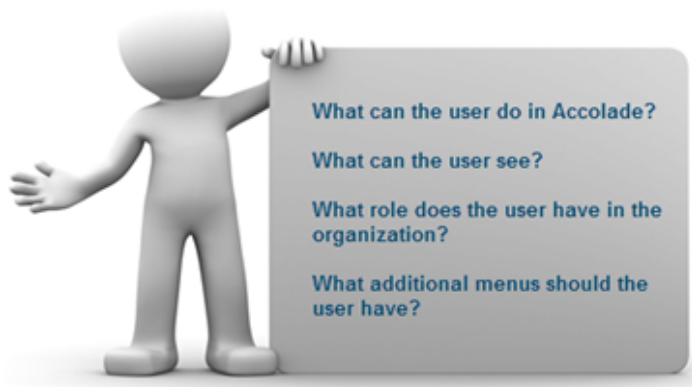 What can the user do in Accolade?
What can the user see?
What role does the user have in the
organization?
What additional menus should the
user have?